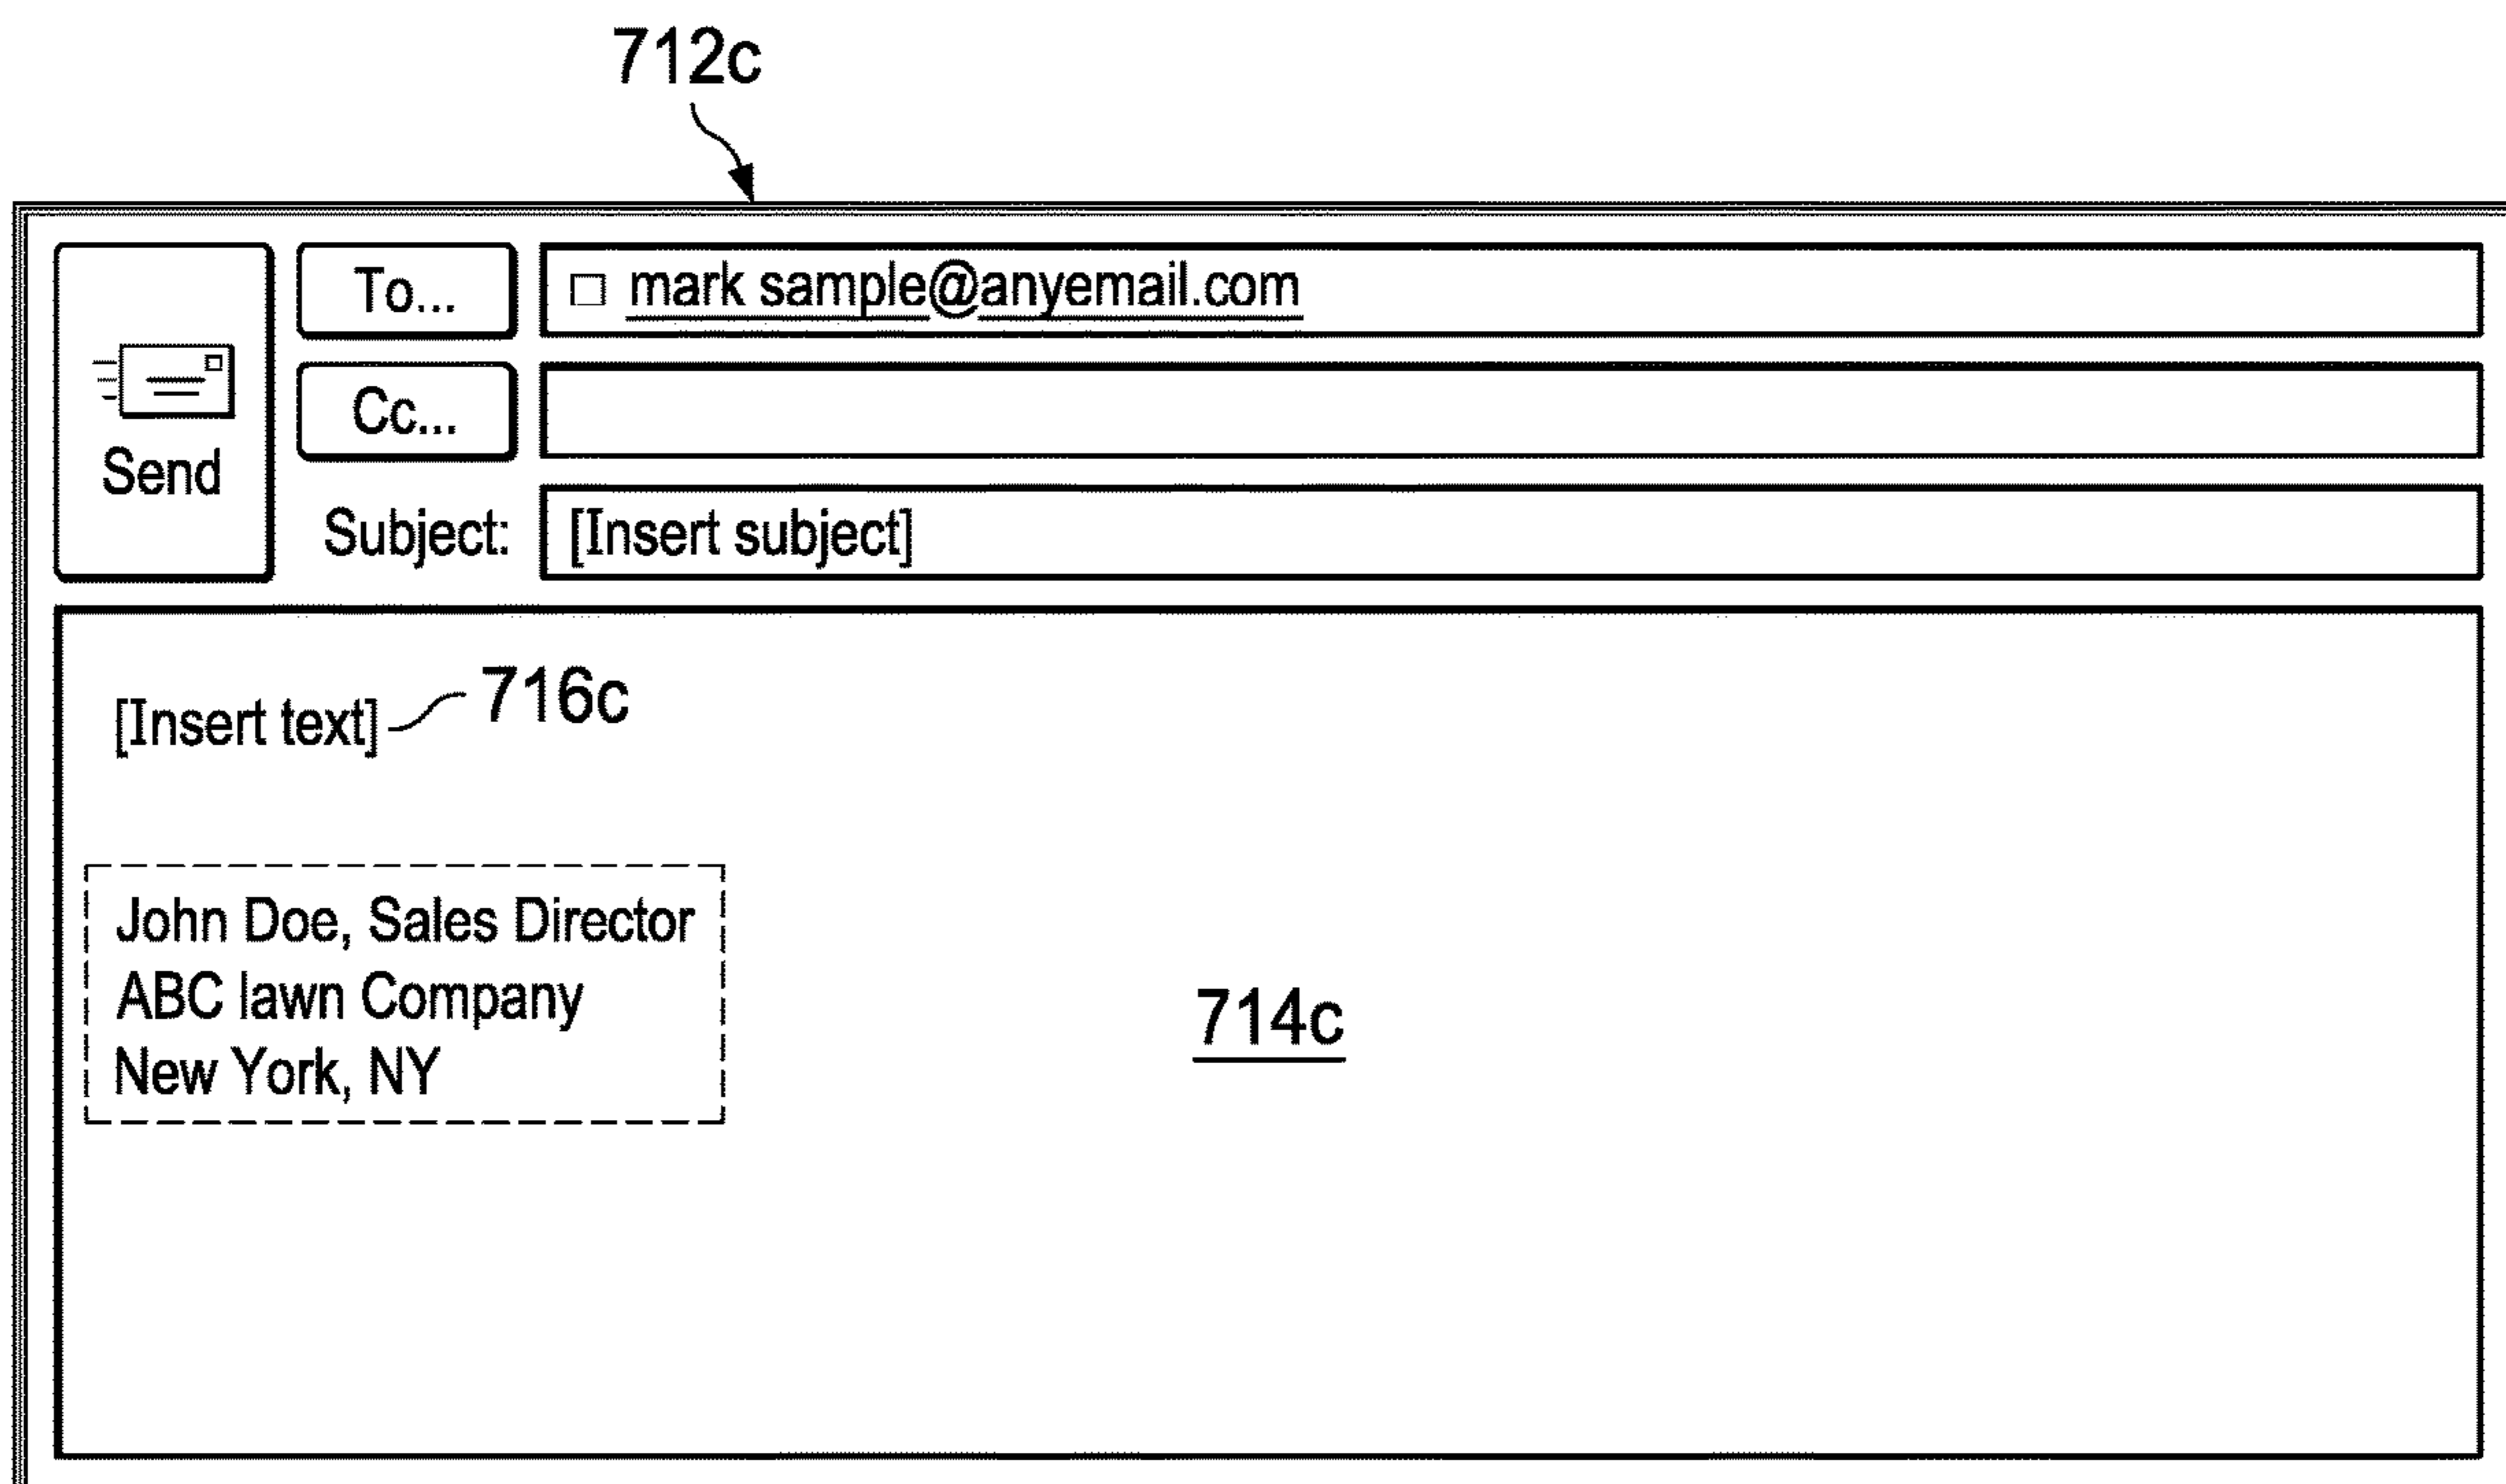 712c
To... mark sample@anyemail.com
Cc...
Send
Subject: [Insert subject]
[Insert text] 716c
John Doe, Sales Director
ABC lawn Company
New York, NY
714c